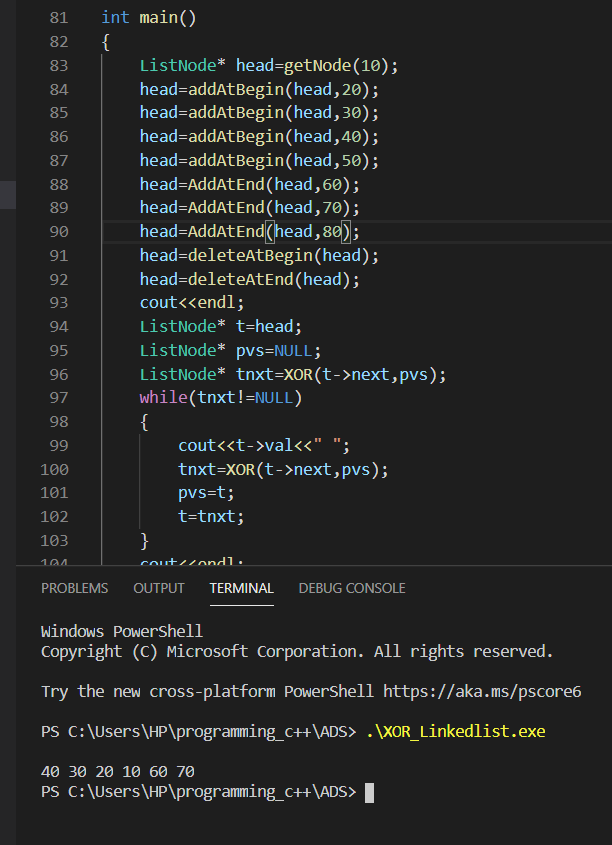 81 int main()
82 {
83 ListNode* head=getNode(10);
84 head=addAtBegin(head,20);
85 head=addAtBegin(head,30);
86 head=addAtBegin(head,40);
87 head=addAtBegin(head,50);
88 head=AddAtEnd(head,60);
89 head=AddAtEnd(head,70);
90 head=AddAtEnd(head,80);
91 head=deleteAtBegin(head);
92 head=deleteAtEnd(head);
93 cout<<endl;
94 ListNode* t=head;
95 ListNode* pvs=NULL;
96 ListNode* tnxt=XOR(t->next,pvs);
97 while(tnxt!=NULL)
98 {
99 cout<<t->val<<" ";
100 tnxt=XOR(t->next,pvs);
101 pvs=t;
102 t=tnxt;
103 }
104 cout<<endl;
PROBLEMS OUTPUT TERMINAL DEBUG CONSOLE
Windows PowerShell
Copyright (C) Microsoft Corporation. All rights reserved.
Try the new cross-platform PowerShell https://aka.ms/pscore6
PS C:\Users\HP\programming_c++\ADS> .\XOR_Linkedlist.exe
40 30 20 10 60 70
PS C:\Users\HP\programming_c++\ADS>